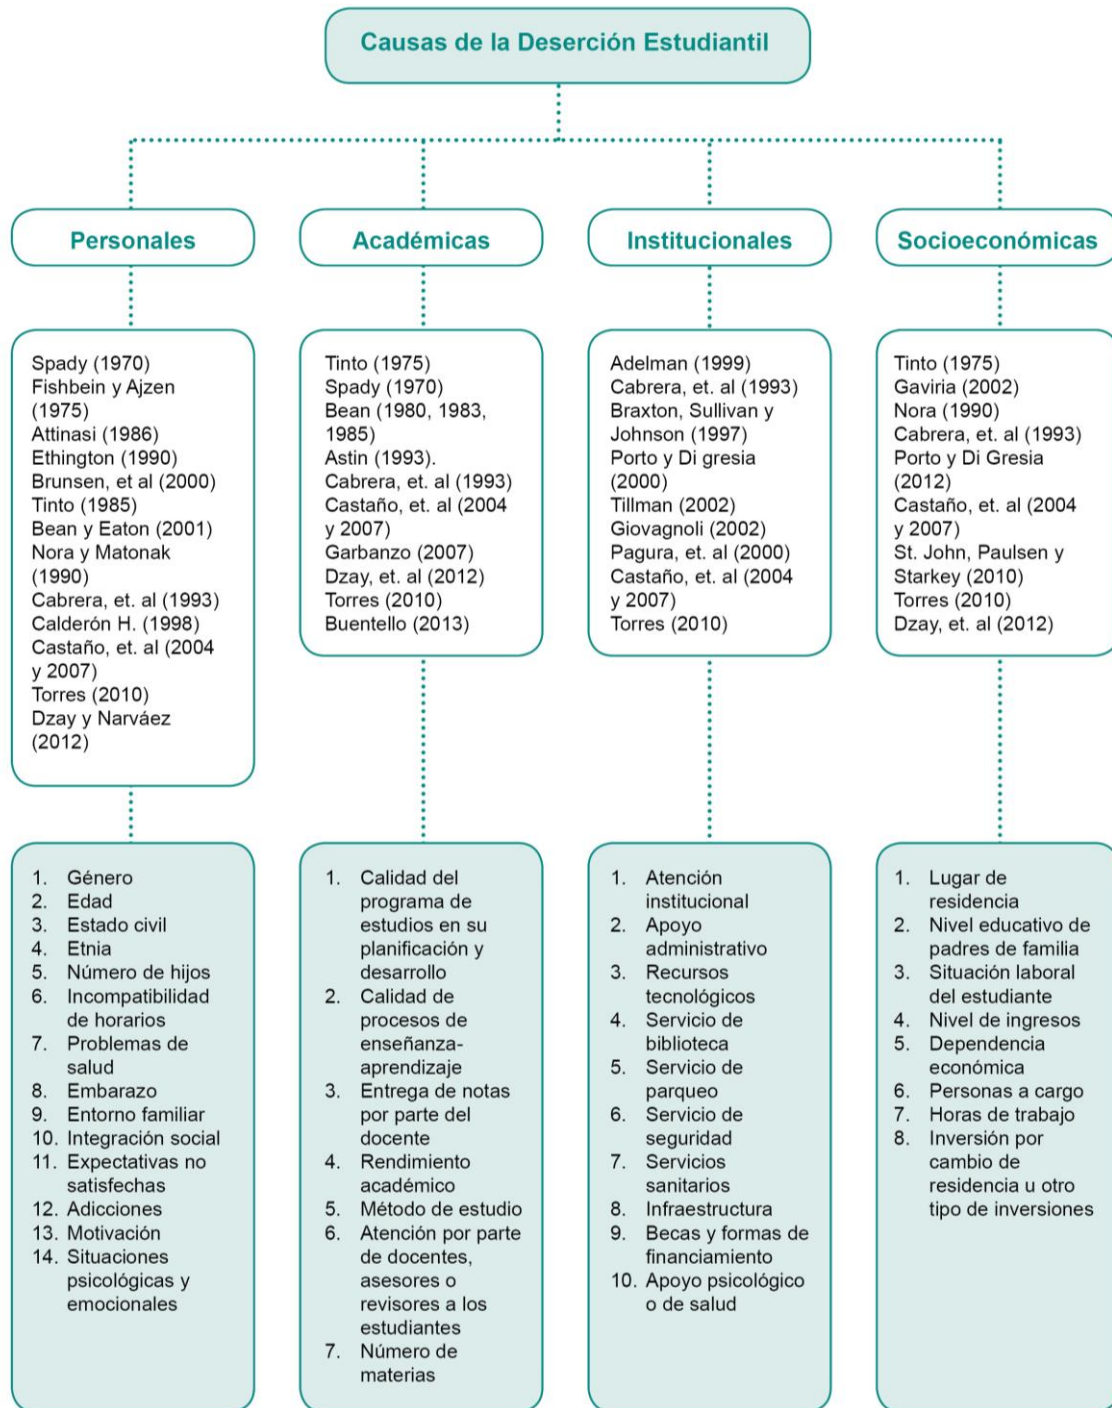 Causas de la Deserción Estudiantil
Personales
Académicas
Institucionales
Socioeconómicas
Spady (1970)
Fishbein y Ajzen
(1975)
Attinasi (1986)
Ethington (1990)
Brunsen, et al (2000)
Tinto (1985)
Bean y Eaton (2001)
Nora y Matonak
(1990)
Cabrera, et. al (1993)
Calderón H. (1998)
Castaño, et. al (2004
y 2007)
Torres (2010)
Dzay y Narváez
(2012)
Tinto (1975)
Spady (1970)
Bean (1980, 1983,
1985)
Astin (1993).
Cabrera, et. al (1993)
Castaño, et. al (2004
y 2007)
Garbanzo (2007)
Dzay, et. al (2012)
Torres (2010)
Buentello (2013)
Adelman (1999)
Cabrera, et. al (1993)
Braxton, Sullivan y
Johnson (1997)
Porto y Di gresia
(2000)
Tillman (2002)
Giovagnoli (2002)
Pagura, et. al (2000)
Castaño, et. al (2004
y 2007)
Torres (2010)
Tinto (1975)
Gaviria (2002)
Nora (1990)
Cabrera, et. al (1993)
Porto y Di Gresia
(2012)
Castaño, et. al (2004
y 2007)
St. John, Paulsen y
Starkey (2010)
Torres (2010)
Dzay, et. al (2012)
1. Género
2. Edad
3. Estado civil
4. Etnia
5. Número de hijos
6. Incompatibilidad
de horarios
7. Problemas de
salud
8. Embarazo
9. Entorno familiar
10. Integración social
11. Expectativas no
satisfechas
12. Adicciones
13. Motivación
14. Situaciones
psicológicas y
emocionales
1. Calidad del
programa de
estudios en su
planificación y
desarrollo
2. Calidad de
procesos de
enseñanza-
aprendizaje
3. Entrega de notas
por parte del
docente
4. Rendimiento
académico
5. Método de estudio
6. Atención por parte
de docentes,
asesores o
revisores a los
estudiantes
7. Número de
materias
1. Atención
institucional
2. Apoyo
administrativo
3. Recursos
tecnológicos
4. Servicio de
biblioteca
5. Servicio de
parqueo
6. Servicio de
seguridad
7. Servicios
sanitarios
8. Infraestructura
9. Becas y formas de
financiamiento
10. Apoyo psicológico
o de salud
1. Lugar de
residencia
2. Nivel educativo de
padres de familia
3. Situación laboral
del estudiante
4. Nivel de ingresos
5. Dependencia
económica
6. Personas a cargo
7. Horas de trabajo
8. Inversión por
cambio de
residencia u otro
tipo de inversiones